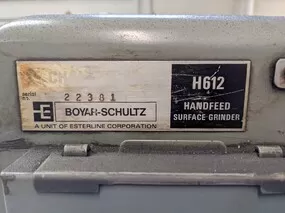 22381
BOYAR-SCHULTZ
A UNIT OF ESTERLINE CORPORATION
H612
HANDFEED
SURFACE GRINDER